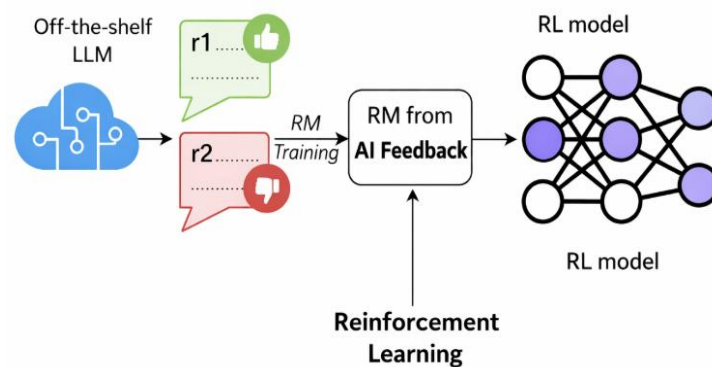 Off-the-shelf
LLM
r1 ........
..............
r2 ........
..............
RM
Training
RM from
AI Feedback
RL model
RL model
Reinforcement
Learning